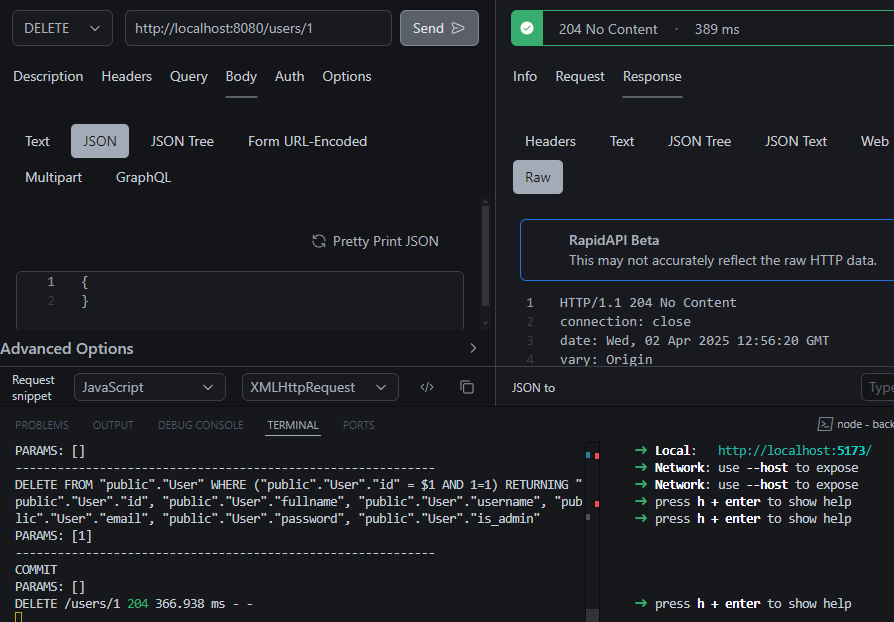 DELETE http://localhost:8080/users/1 Send
Description Headers Query Body Auth Options
Text JSON JSON Tree Form URL-Encoded
Multipart GraphQL
Pretty Print JSON
1 {
2 }
Advanced Options
Request
snippet
JavaScript XMLHttpRequest
204 No Content · 389 ms
Info Request Response
Headers Text JSON Tree JSON Text Web
Raw
RapidAPI Beta
This may not accurately reflect the raw HTTP data.
1 HTTP/1.1 204 No Content
2 connection: close
3 date: Wed, 02 Apr 2025 12:56:20 GMT
4 vary: Origin
JSON to Type
PROBLEMS OUTPUT DEBUG CONSOLE TERMINAL PORTS
node - back
PARAMS: []
------------------------------------------------------------
DELETE FROM "public"."User" WHERE ("public"."User"."id" = $1 AND 1=1) RETURNING "
public"."User"."id", "public"."User"."fullname", "public"."User"."username", "pub
lic"."User"."email", "public"."User"."password", "public"."User"."is_admin"
PARAMS: [1]
------------------------------------------------------------
COMMIT
PARAMS: []
DELETE /users/1 204 366.938 ms - -
➜ Local: http://localhost:5173/
➜ Network: use --host to expose
➜ Network: use --host to expose
➜ press h + enter to show help
➜ press h + enter to show help
➜ press h + enter to show help